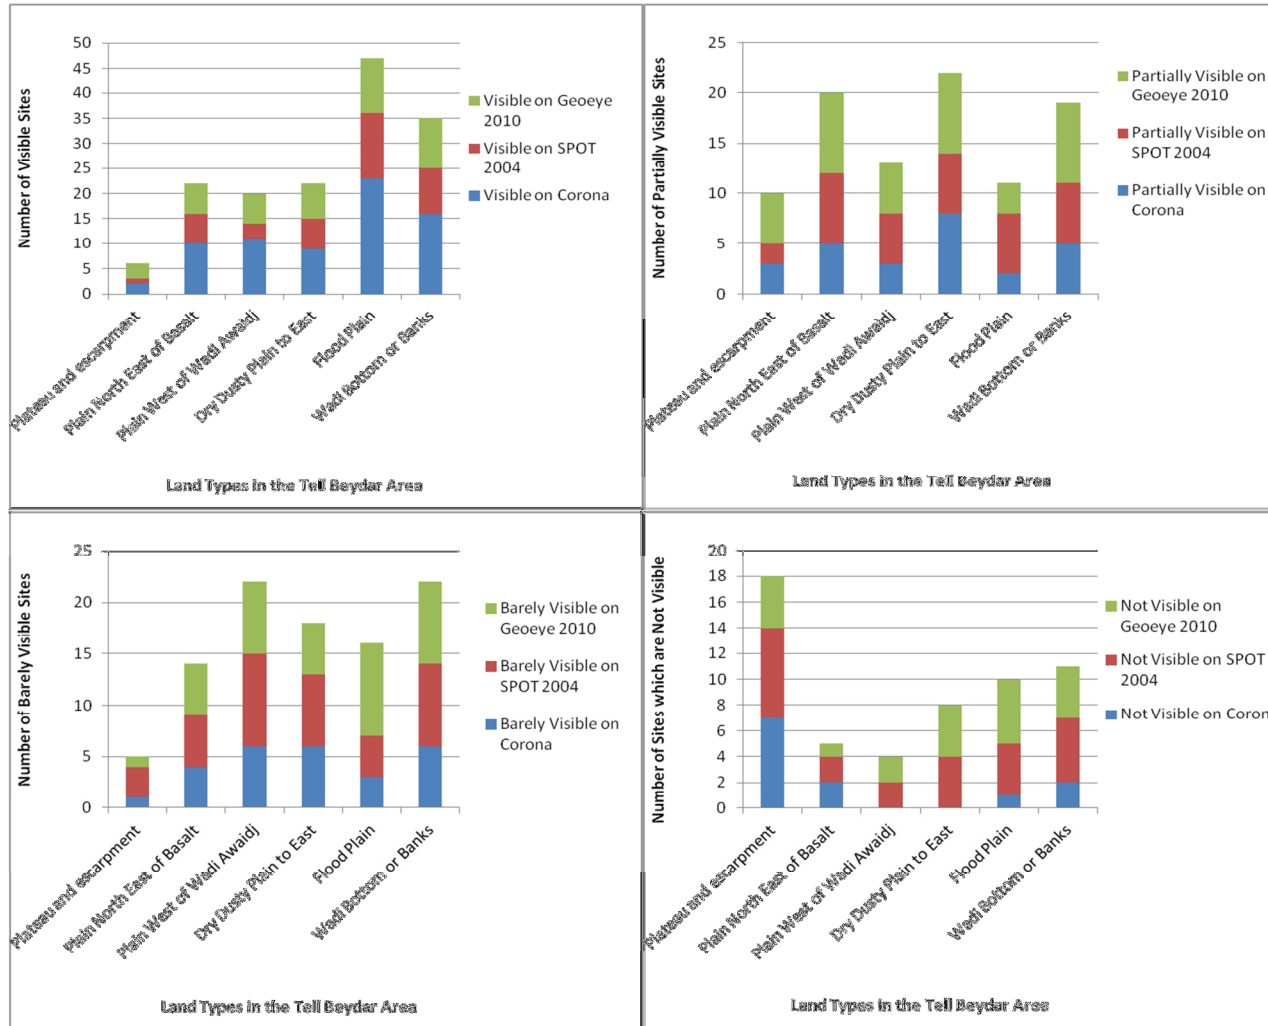 Number of Visible Sites
50
45
40
35
30
25
20
15
10
5
0
Plateau and escarpment
Plain North East of Basalt
Plain West of Wadi Awaidj
Dry Dusty Plain to East
Flood Plain
Wadi Bottom or Banks
Land Types in the Tell Beydar Area
Visible on Geoeye
2010
Visible on SPOT
2004
Visible on Corona
Number of Partially Visible Sites
25
20
15
10
5
0
Plateau and escarpment
Plain North East of Basalt
Plain West of Wadi Awaidj
Dry Dusty Plain to East
Flood Plain
Wadi Bottom or Banks
Land Types in the Tell Beydar Area
Partially Visible on
Geoeye 2010
Partially Visible on
SPOT 2004
Partially Visible on
Corona
Number of Barely Visible Sites
25
20
15
10
5
0
Plateau and escarpment
Plain North East of Basalt
Plain West of Wadi Awaidj
Dry Dusty Plain to East
Flood Plain
Wadi Bottom or Banks
Land Types in the Tell Beydar Area
Barely Visible on
Geoeye 2010
Barely Visible on
SPOT 2004
Barely Visible on
Corona
Number of Sites which are Not Visible
20
18
16
14
12
10
8
6
4
2
0
Plateau and escarpment
Plain North East of Basalt
Plain West of Wadi Awaidj
Dry Dusty Plain to East
Flood Plain
Wadi Bottom or Banks
Land Types in the Tell Beydar Area
Not Visible on
Geoeye 2010
Not Visible on SPOT
2004
Not Visible on Coron